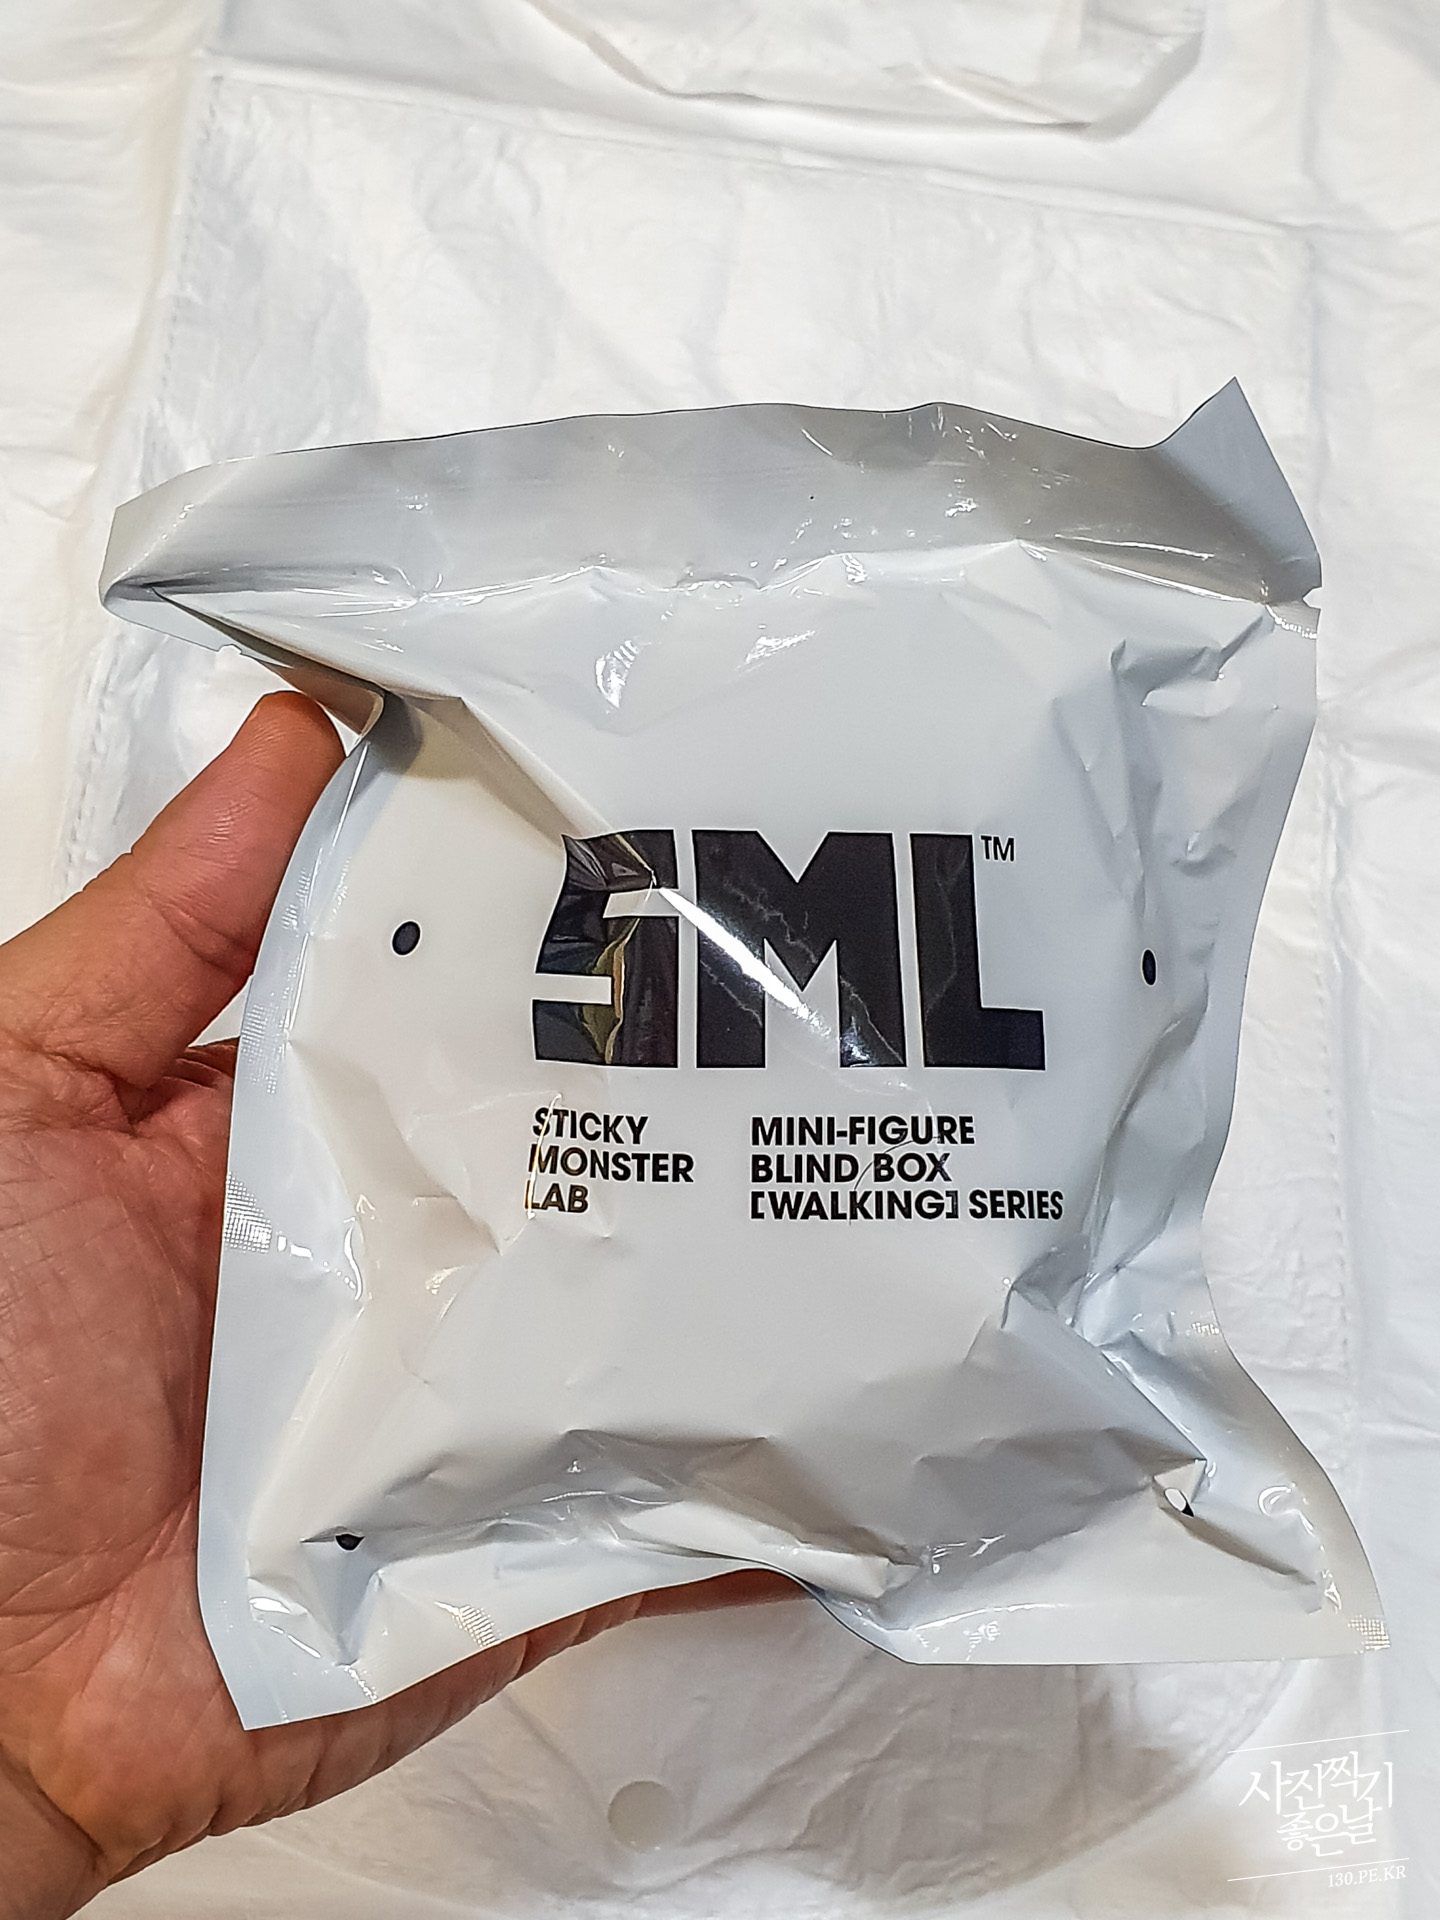 SML™
STICKY
MONSTER
LAB
MINI-FIGURE
BLIND BOX
[WALKING] SERIES
사진찍기
좋은날
130.PE.KR